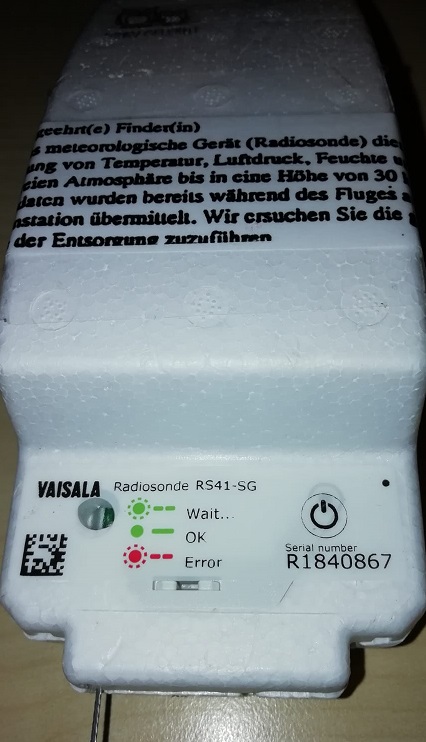 geehrt(e) Finder(in)
s meteorologische Gerät (Radiosonde) die
ung von Temperatur, Luftdruck, Feuchte
eien Atmosphäre bis in eine Höhe von 30
daten wurden bereits während des Fluges
nstation übermittelt. Wir ersuchen Sie die
der Entsorgung zuzuführen
VAISALA Radiosonde RS41-SG
Wait...
OK
Error
Serial number
R1840867